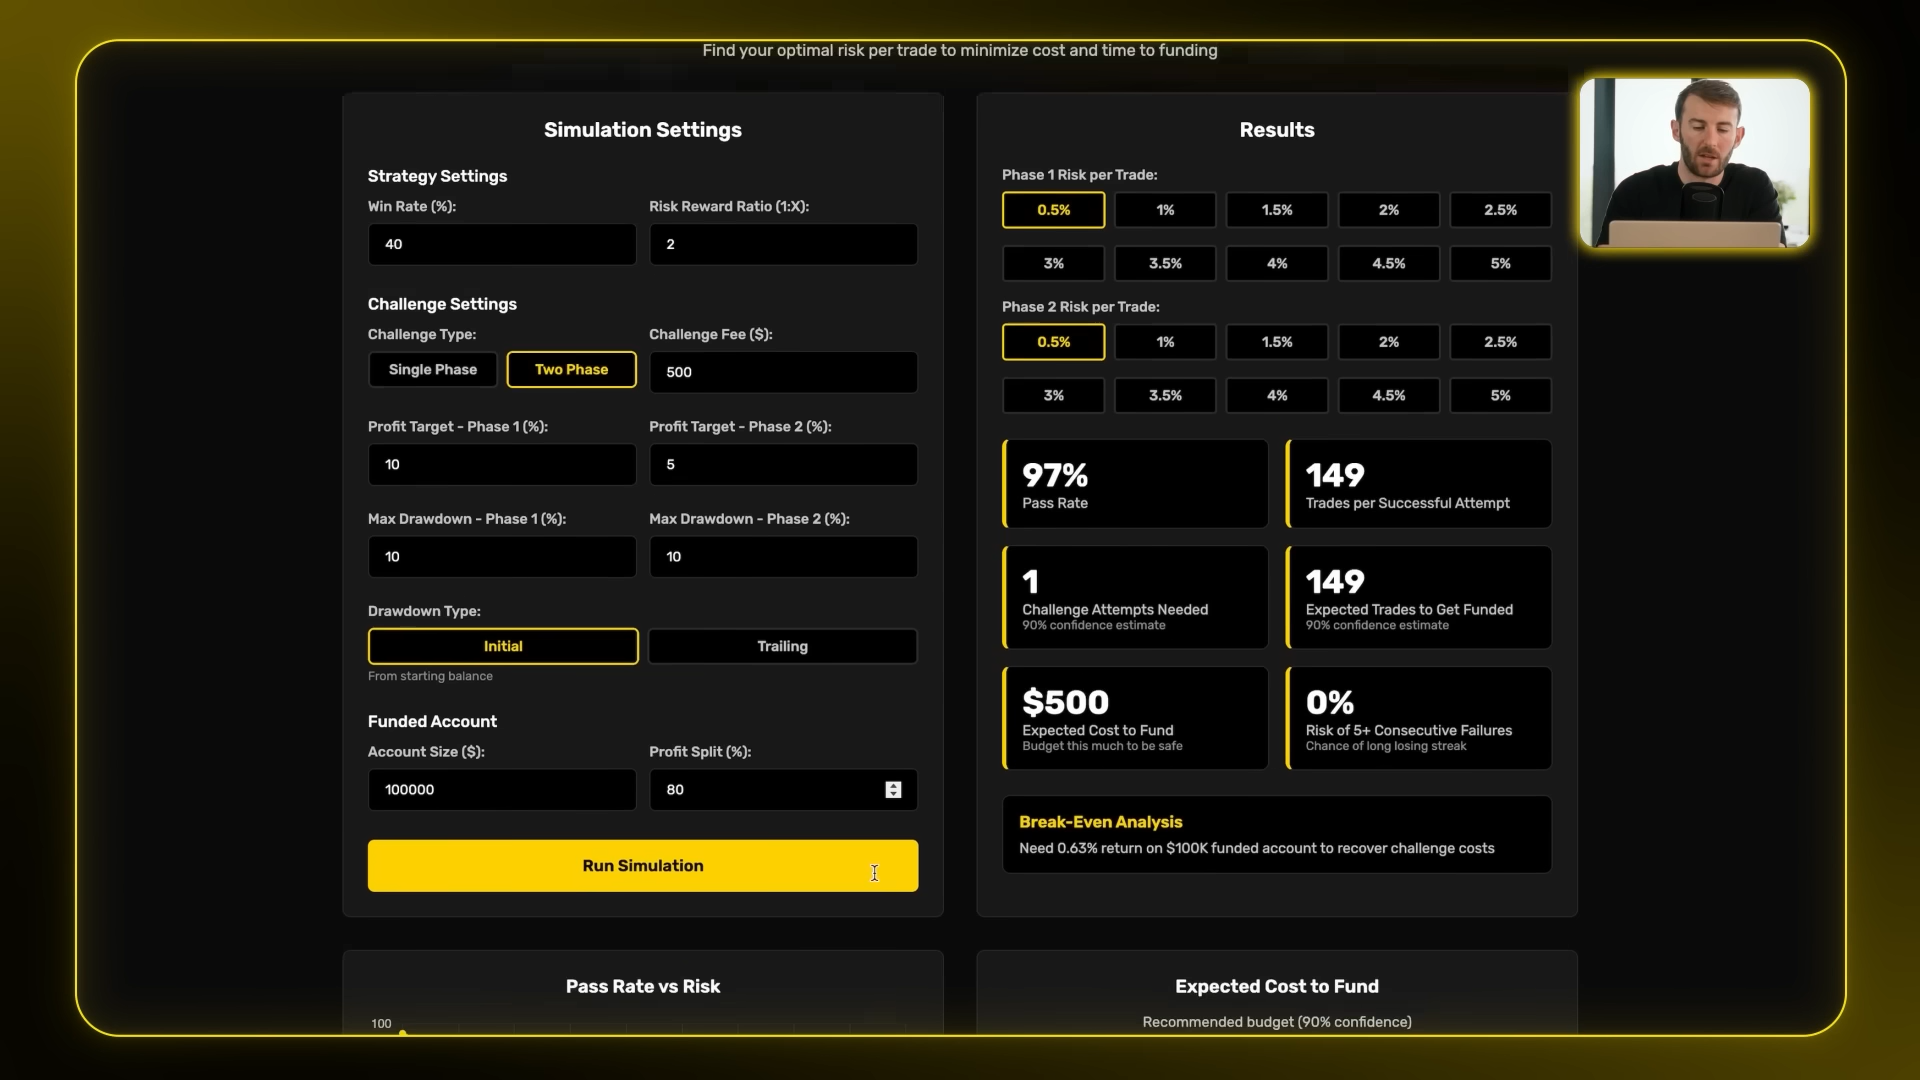 Find your optimal risk per trade to minimize cost and time to funding
Simulation Settings
Strategy Settings
Win Rate (%):
Risk Reward Ratio (1:X):
40
2
Challenge Settings
Challenge Type:
Challenge Fee ($):
Single Phase
Two Phase
500
Profit Target - Phase 1 (%):
Profit Target - Phase 2 (%):
10
5
Max Drawdown - Phase 1 (%):
Max Drawdown - Phase 2 (%):
10
10
Drawdown Type:
Initial
Trailing
From starting balance
Funded Account
Account Size ($):
Profit Split (%):
100000
80
Run Simulation
Results
Phase 1 Risk per Trade:
0.5%
1%
1.5%
2%
2.5%
3%
3.5%
4%
4.5%
5%
Phase 2 Risk per Trade:
0.5%
1%
1.5%
2%
2.5%
3%
3.5%
4%
4.5%
5%
97%
Pass Rate
149
Trades per Successful Attempt
1
Challenge Attempts Needed
90% confidence estimate
149
Expected Trades to Get Funded
90% confidence estimate
$500
Expected Cost to Fund
Budget this much to be safe
0%
Risk of 5+ Consecutive Failures
Chance of long losing streak
Break-Even Analysis
Need 0.63% return on $100K funded account to recover challenge costs
Pass Rate vs Risk
100
Expected Cost to Fund
Recommended budget (90% confidence)